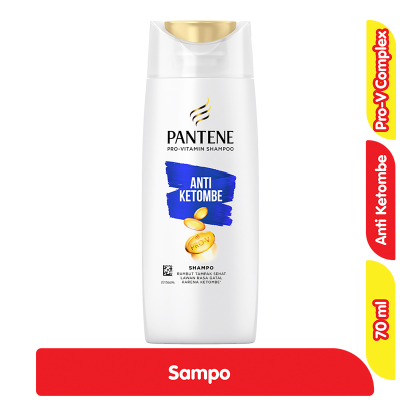 PANTENE
PRO-VITAMIN SHAMPOO
ANTI
KETOMBE
PRO-V
SHAMPO
RAMBUT TAMPAK SEHAT
LAWAN RASA GATAL
KARENA KETOMBE
Pro-V Complex
Anti Ketombe
70 ml
Sampo